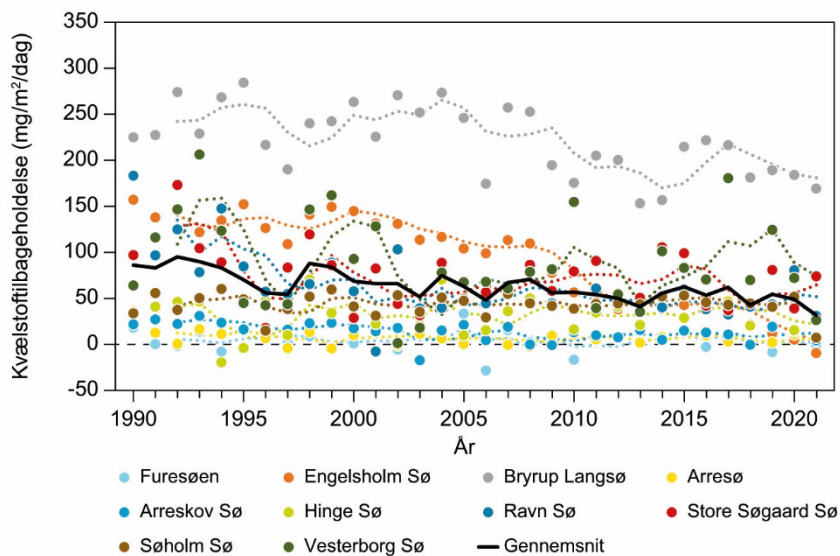 Kvælstoftilbageholdelse (mg/m²/dag)
350
300
250
200
150
100
50
0
-50
1990
1995
2000
2005
2010
2015
2020
År
Furesøen
Engelsholm Sø
Bryrup Langsø
Arresø
Arreskov Sø
Hinge Sø
Ravn Sø
Store Søgaard Sø
Søholm Sø
Vesterborg Sø
Gennemsnit